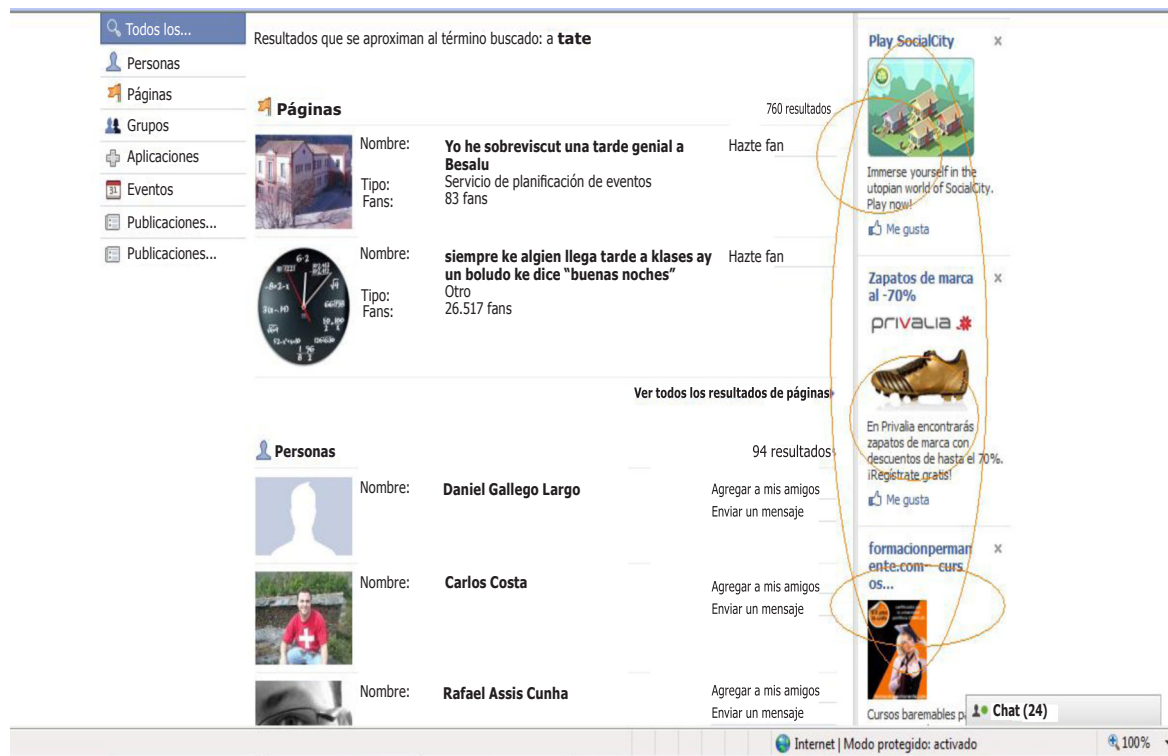 Todos los...
Personas
Páginas
Grupos
Aplicaciones
31 Eventos
Publicaciones...
Publicaciones...
Resultados que se aproximan al término buscado: a tate
Páginas 760 resultados
Nombre: Yo he sobreviscut una tarde genial a Hazte fan
Besalu
Tipo: Servicio de planificación de eventos
Fans: 83 fans
Nombre: siempre ke algien llega tarde a klases ay Hazte fan
un boludo ke dice “buenas noches”
Tipo: Otro
Fans: 26.517 fans
Ver todos los resultados de páginas
Personas 94 resultados
Nombre: Daniel Gallego Largo Agregar a mis amigos
Enviar un mensaje
Nombre: Carlos Costa Agregar a mis amigos
Enviar un mensaje
Nombre: Rafael Assis Cunha Agregar a mis amigos
Enviar un mensaje
Play SocialCity x
Immerse yourself in the
utopian world of SocialCity.
Play now!
Me gusta
Zapatos de marca x
al -70%
PRIVALIA
En Privalia encontrarás
zapatos de marca con
descuentos de hasta el 70%.
¡Regístrate gratis!
Me gusta
formacionperman x
ente.com- curs
os...
Cursos baremables
Chat (24)
Internet | Modo protegido: activado 100%